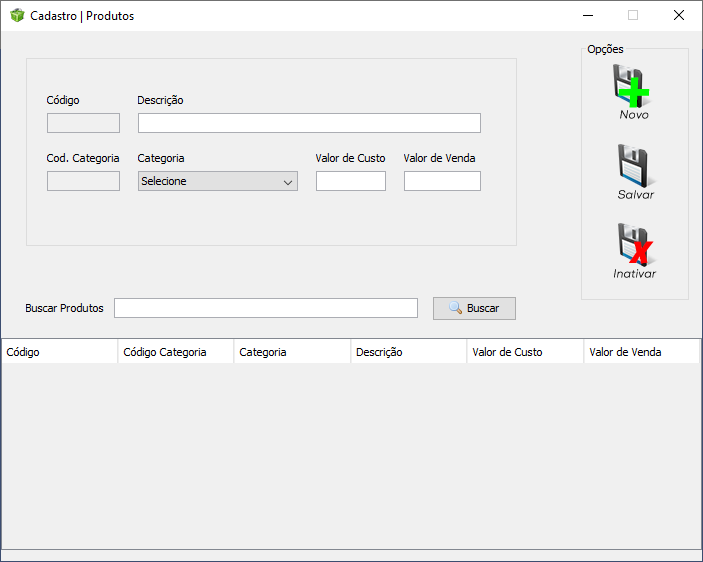 Cadastro | Produtos
Opções
Código Descrição
Novo
Cod. Categoria Categoria Valor de Custo Valor de Venda
Selecione
Salvar
Inativar
Buscar Produtos Buscar
Código Código Categoria Categoria Descrição Valor de Custo Valor de Venda